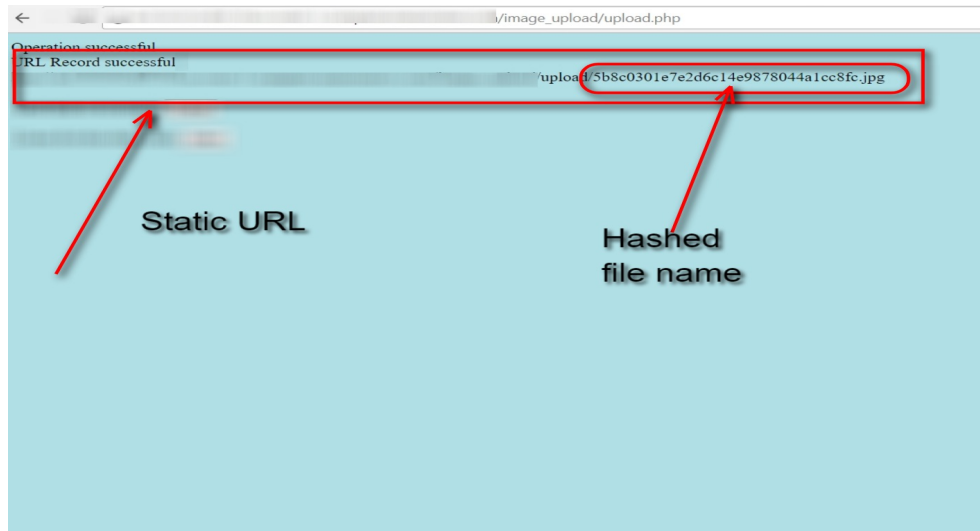 /image_upload/upload.php
Operation successful
URL Record successful
/upload/5b8c0301e7e2d6c14e9878044a1cc8fc.jpg
Static URL
Hashed
file name